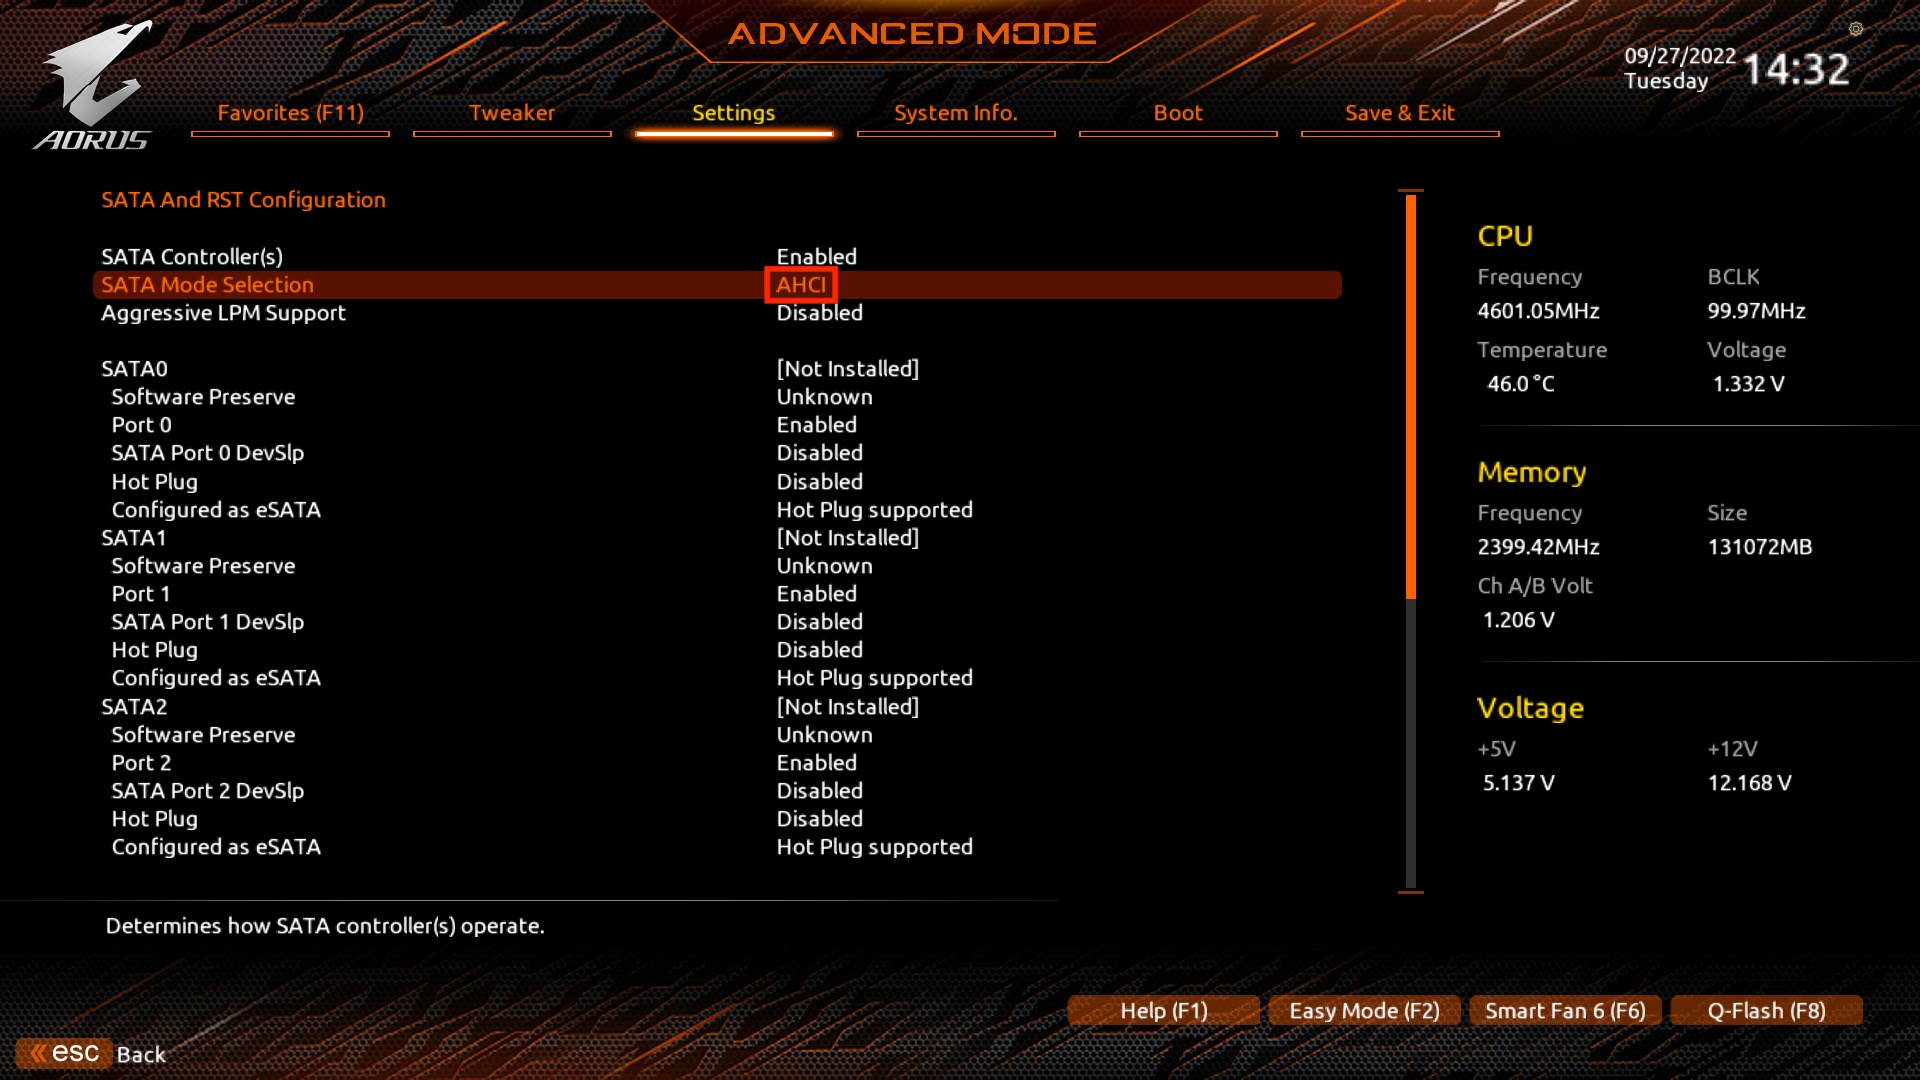 ADVANCED MODE
09/27/2022
Tuesday
14:32
AORUS
Favorites (F11) Tweaker Settings System Info. Boot Save & Exit
SATA And RST Configuration
SATA Controller(s) Enabled
SATA Mode Selection AHCI
Aggressive LPM Support Disabled
SATA0 [Not Installed]
Software Preserve Unknown
Port 0 Enabled
SATA Port 0 DevSlp Disabled
Hot Plug Disabled
Configured as eSATA Hot Plug supported
SATA1 [Not Installed]
Software Preserve Unknown
Port 1 Enabled
SATA Port 1 DevSlp Disabled
Hot Plug Disabled
Configured as eSATA Hot Plug supported
SATA2 [Not Installed]
Software Preserve Unknown
Port 2 Enabled
SATA Port 2 DevSlp Disabled
Hot Plug Disabled
Configured as eSATA Hot Plug supported
CPU
Frequency BCLK
4601.05MHz 99.97MHz
Temperature Voltage
46.0 °C 1.332 V
Memory
Frequency Size
2399.42MHz 131072MB
Ch A/B Volt
1.206 V
Voltage
+5V +12V
5.137 V 12.168 V
Determines how SATA controller(s) operate.
Help (F1) Easy Mode (F2) Smart Fan 6 (F6) Q-Flash (F8)
esc Back